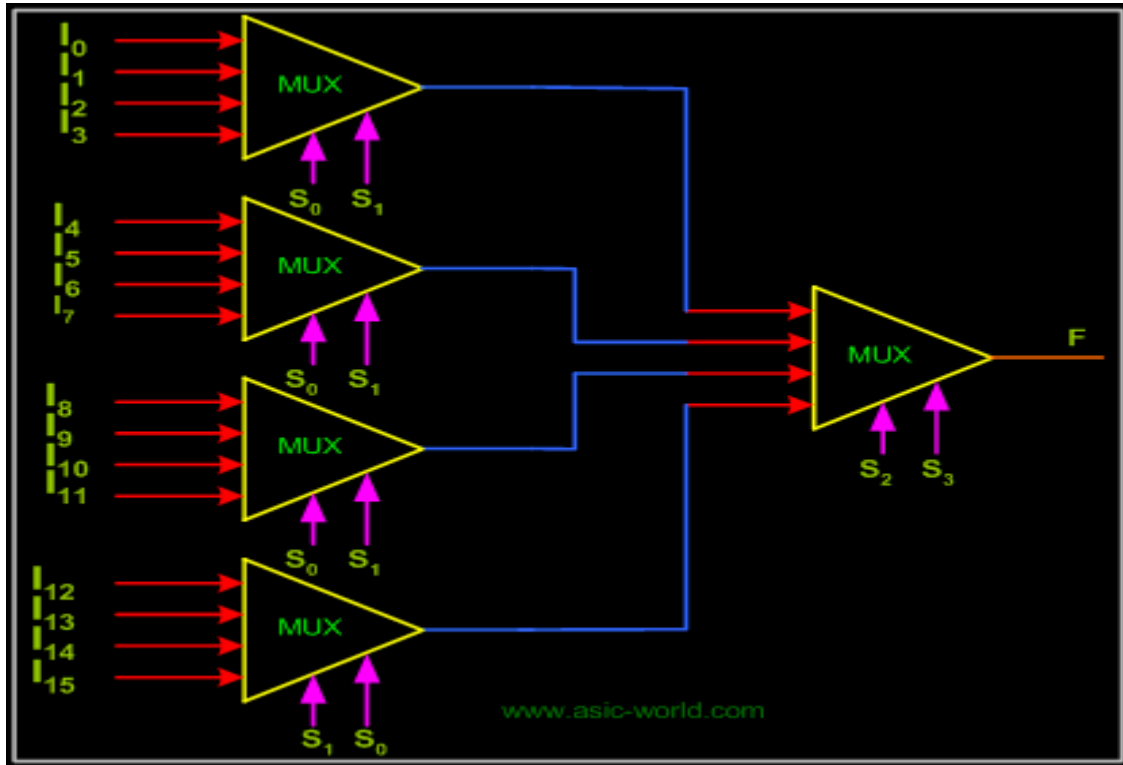 I0
I1
I2
I3
MUX
S0 S1
I4
I5
I6
I7
MUX
S0 S1
I8
I9
I10
I11
MUX
S0 S1
I12
I13
I14
I15
MUX
S1 S0
MUX
S2 S3
F
www.asic-world.com